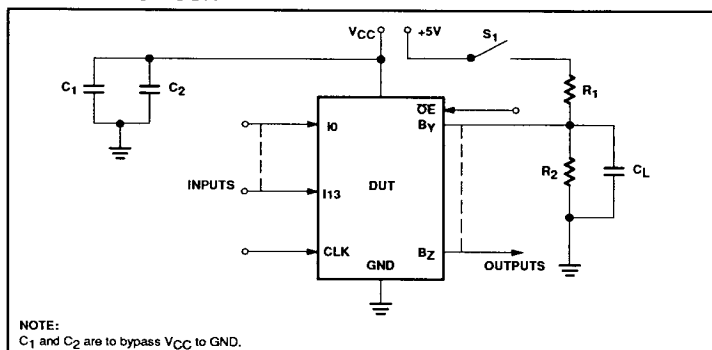 VCC +5V S1
C1 C2 R1
OE
I0 BY
INPUTS DUT R2 CL
I13
CLK BZ
GND OUTPUTS
NOTE:
C1 and C2 are to bypass VCC to GND.